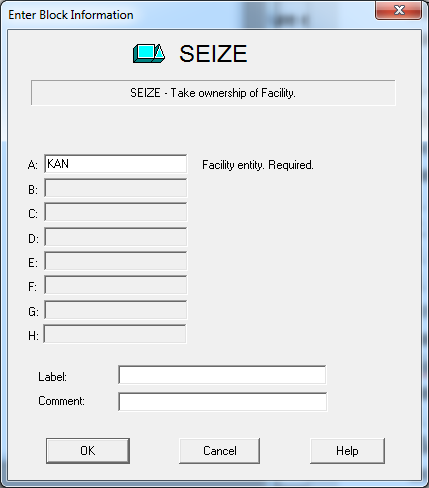 Enter Block Information
SEIZE
SEIZE - Take ownership of Facility.
A: KAN Facility entity. Required.
B:
C:
D:
E:
F:
G:
H:
Label:
Comment:
OK Cancel Help